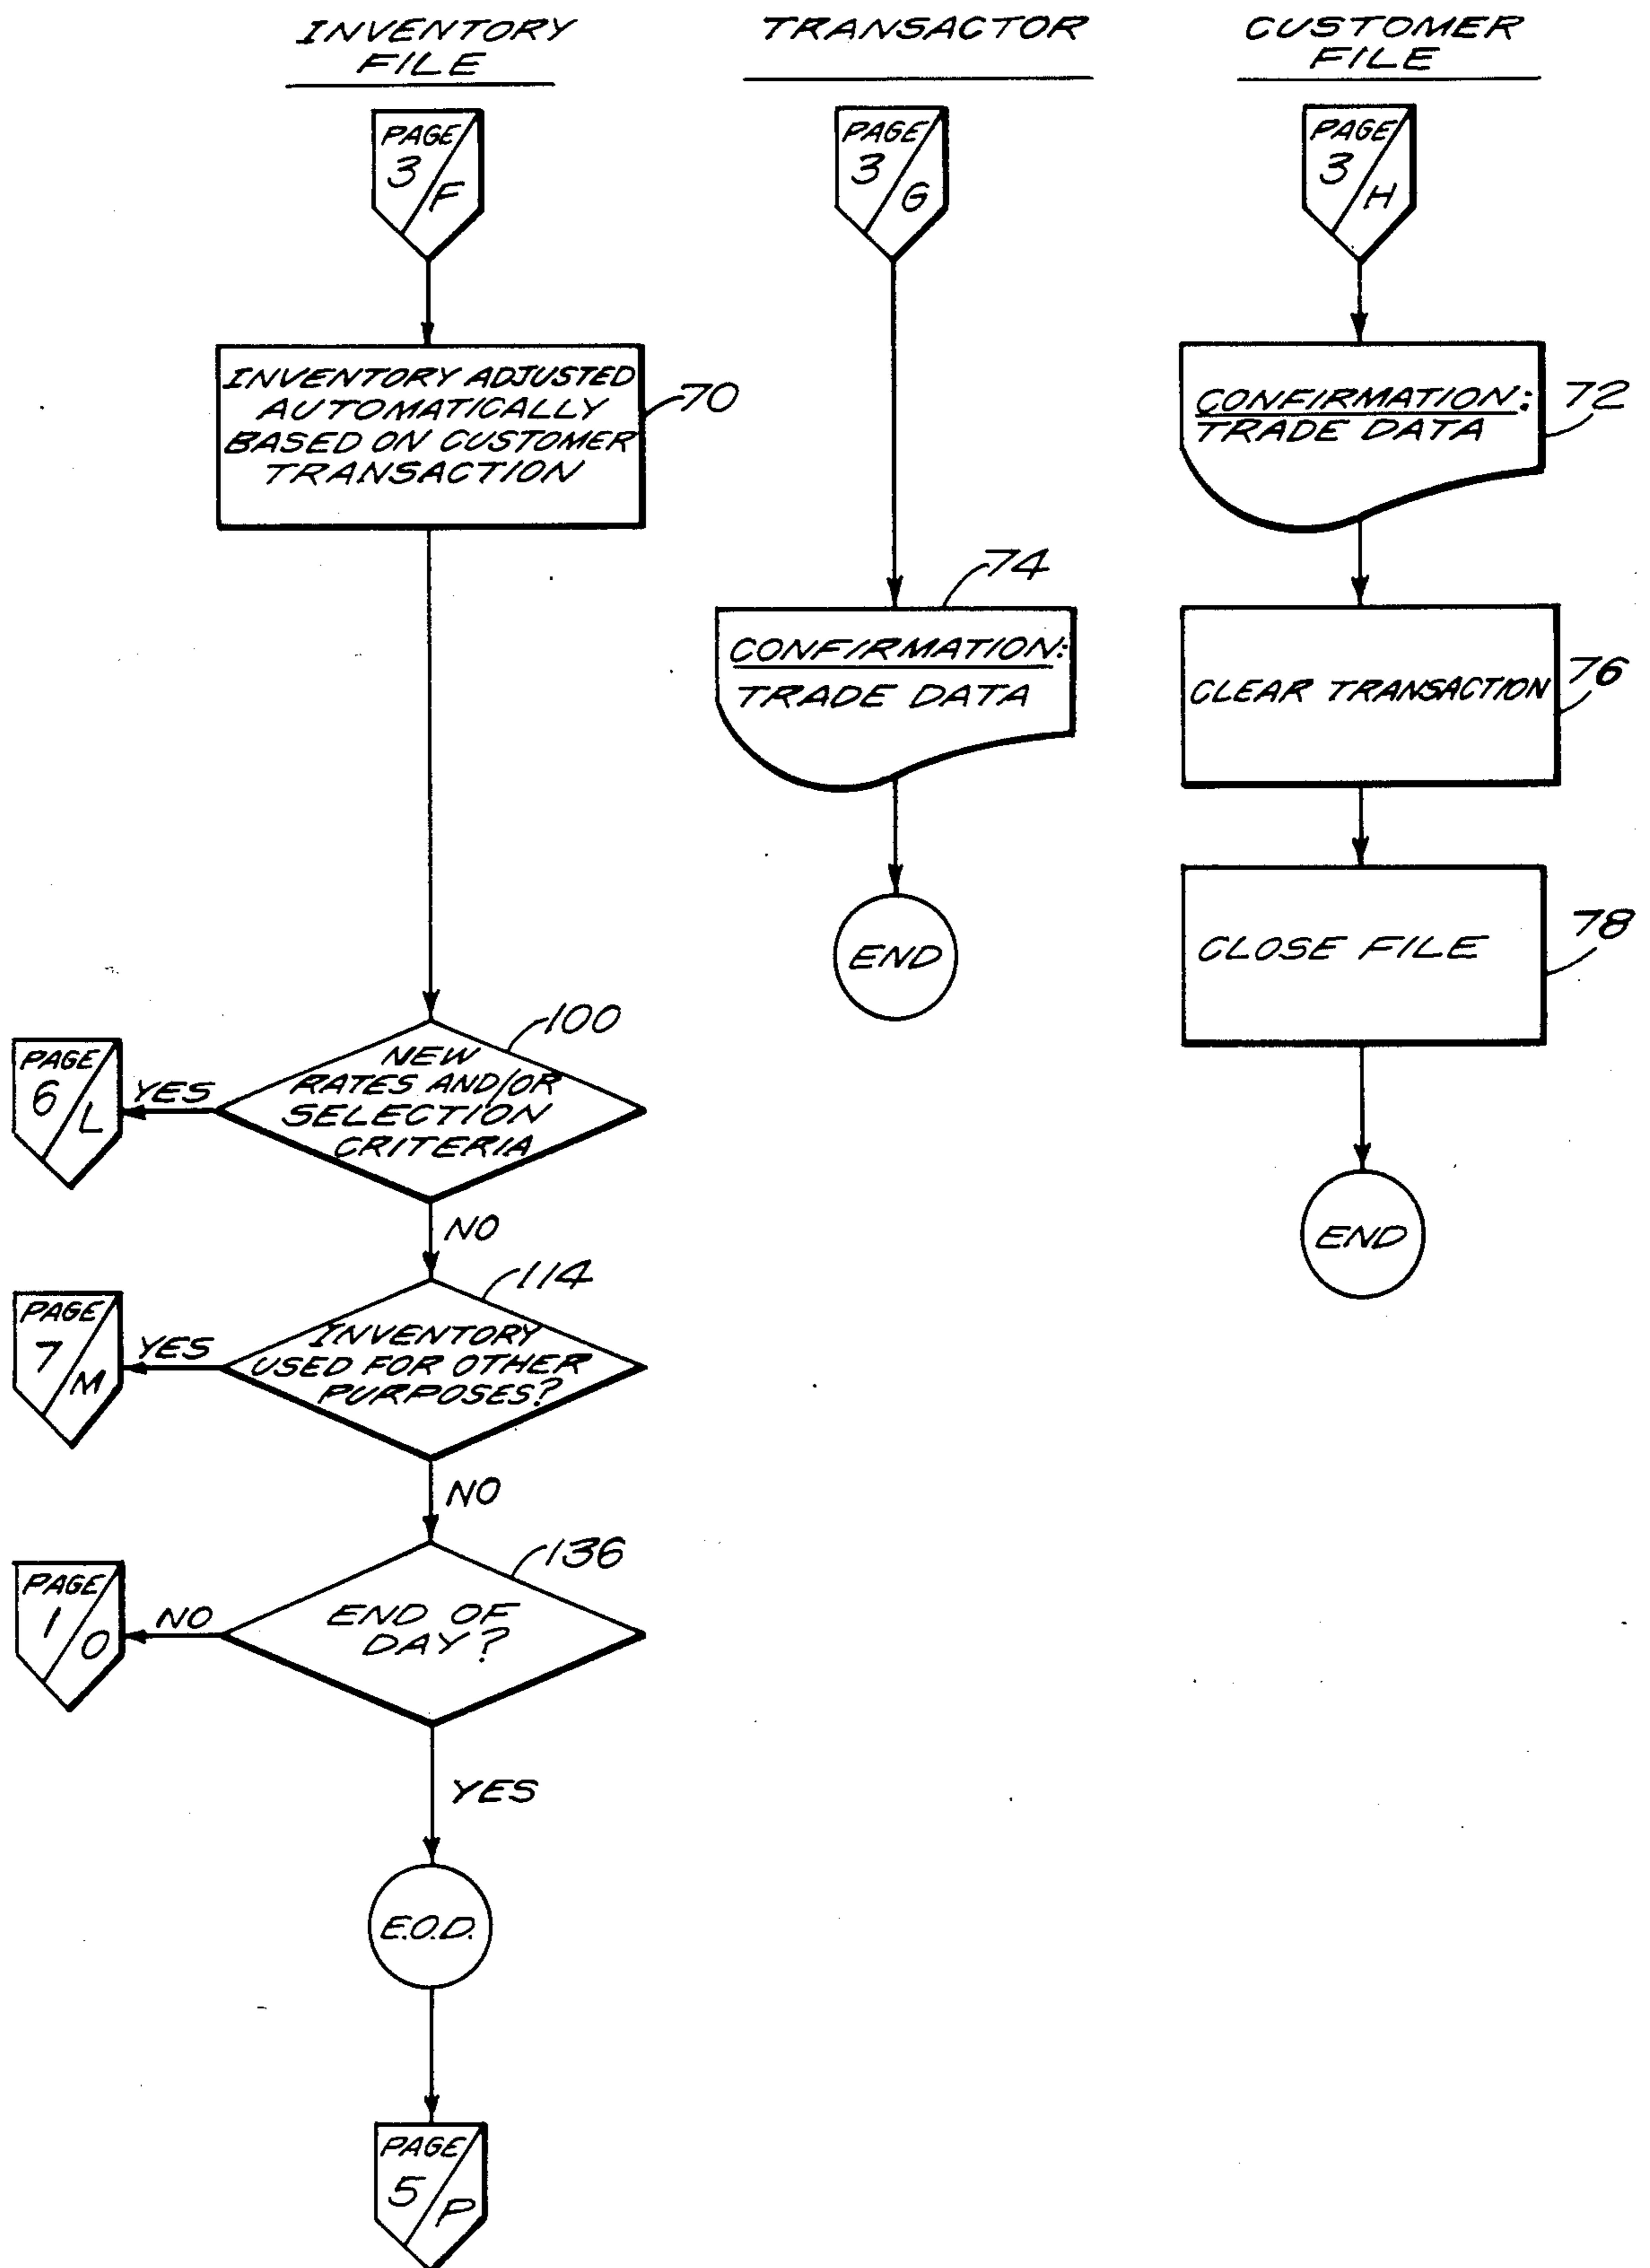 INVENTORY
FILE
PAGE
3/F
INVENTORY ADJUSTED
AUTOMATICALLY
BASED ON CUSTOMER
TRANSACTION
70
NEW
RATES AND/OR
SELECTION
CRITERIA
100
YES
PAGE
6/L
NO
INVENTORY
USED FOR OTHER
PURPOSES?
114
YES
PAGE
7/M
NO
END OF
DAY?
136
NO
PAGE
1/O
YES
E.O.D.
PAGE
5/P
TRANSACTOR
PAGE
3/G
74
CONFIRMATION:
TRADE DATA
END
CUSTOMER
FILE
PAGE
3/H
CONFIRMATION:
TRADE DATA
72
CLEAR TRANSACTION
76
CLOSE FILE
78
END